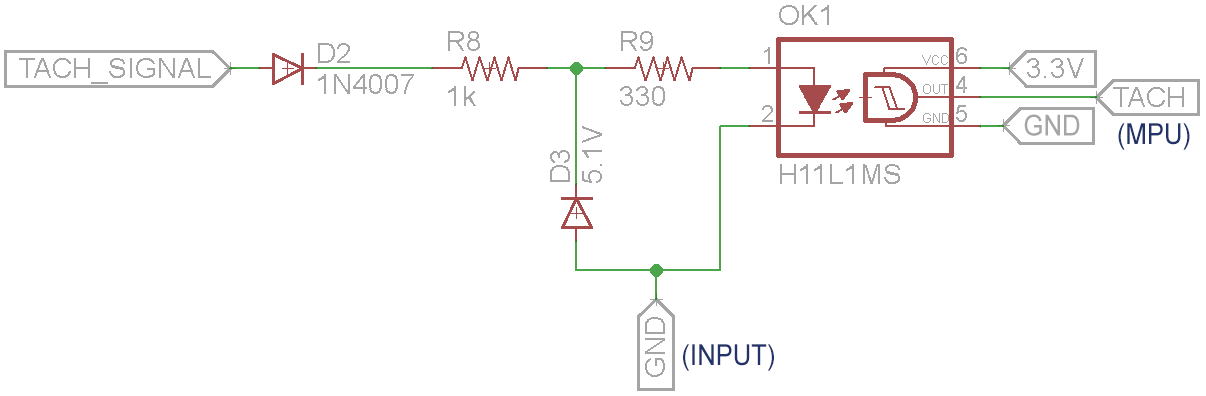 OK1
TACH_SIGNAL
D2
1N4007
R8
1k
R9
330
1
2
VCC
OUT
GND
6
4
5
3.3V
TACH
GND
(MPU)
H11L1MS
D3
5.1V
GND
(INPUT)